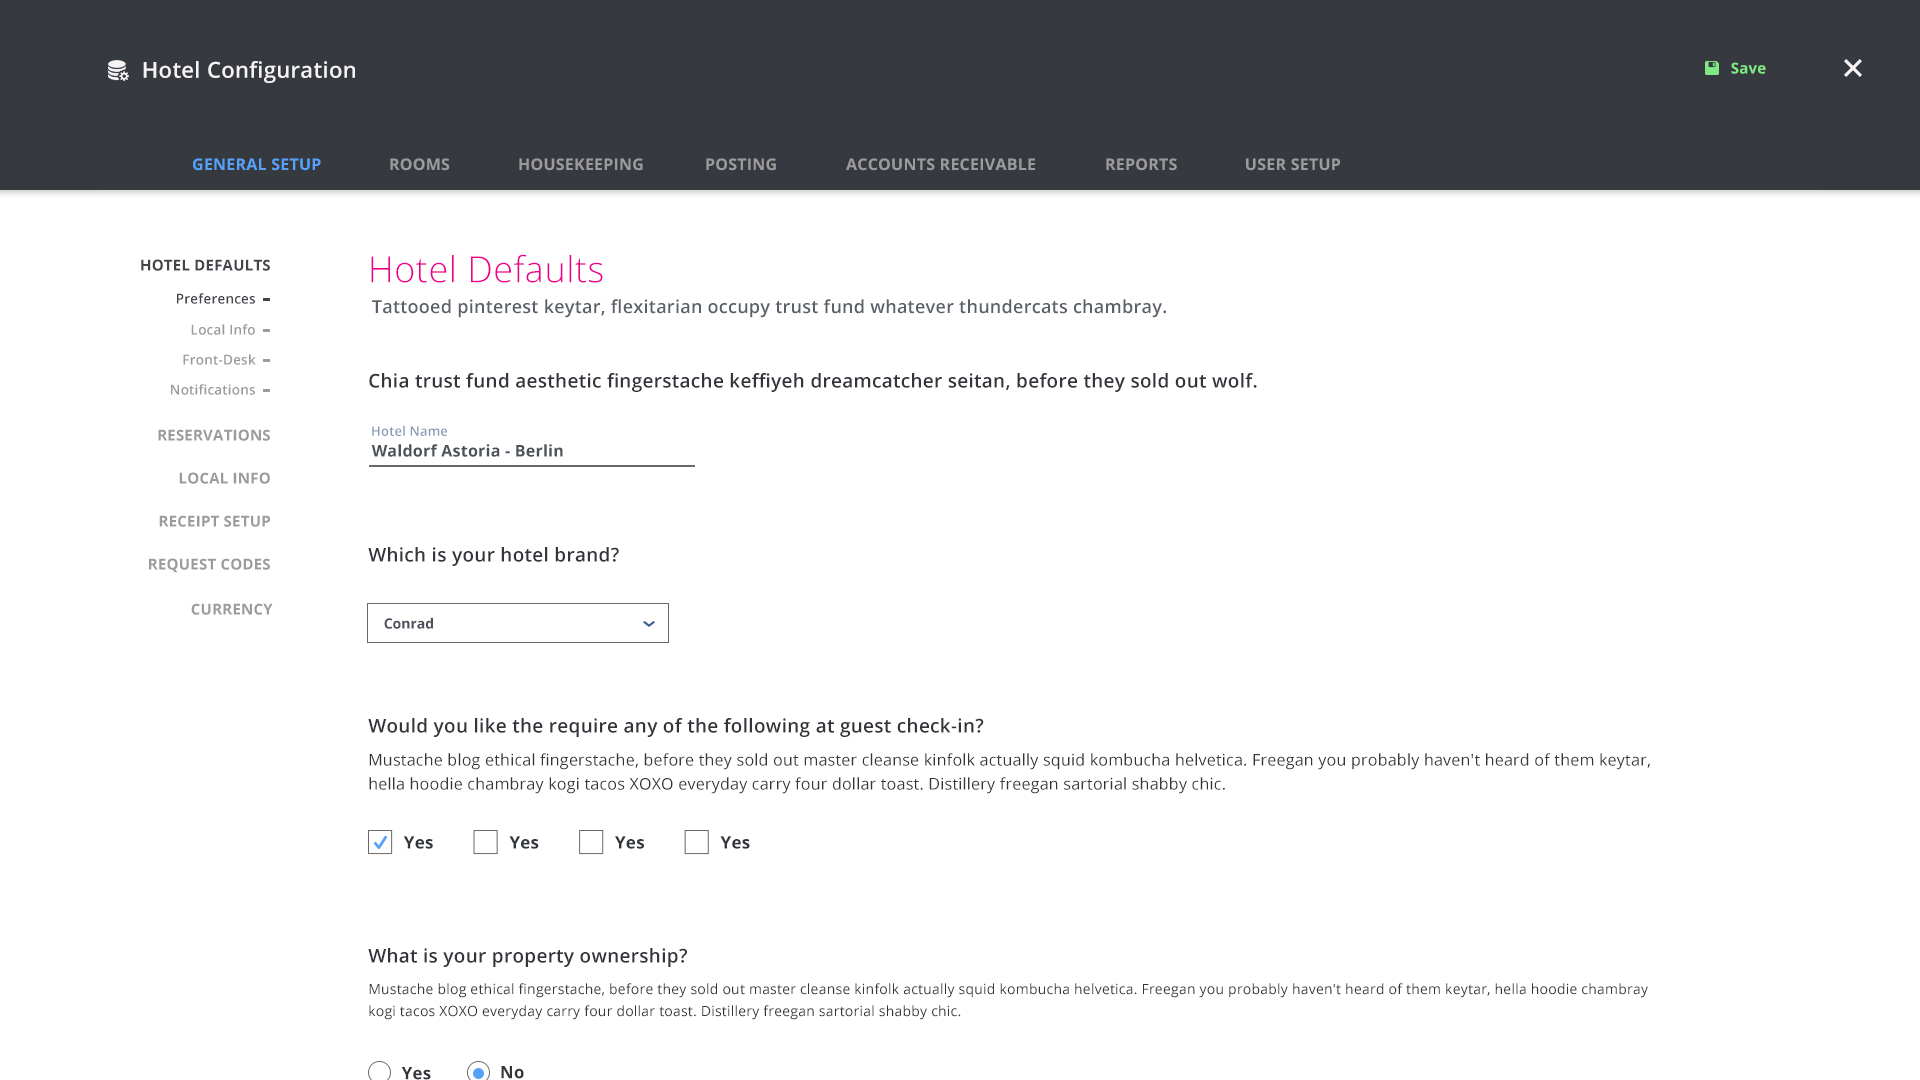 Hotel Configuration
Save
GENERAL SETUP ROOMS HOUSEKEEPING POSTING ACCOUNTS RECEIVABLE REPORTS USER SETUP
HOTEL DEFAULTS
Preferences
Local Info
Front-Desk
Notifications
RESERVATIONS
LOCAL INFO
RECEIPT SETUP
REQUEST CODES
CURRENCY
Hotel Defaults
Tattooed pinterest keytar, flexitarian occupy trust fund whatever thundercats chambray.
Chia trust fund aesthetic fingerstache keffiyeh dreamcatcher seitan, before they sold out wolf.
Hotel Name
Waldorf Astoria - Berlin
Which is your hotel brand?
Conrad
Would you like the require any of the following at guest check-in?
Mustache blog ethical fingerstache, before they sold out master cleanse kinfolk actually squid kombucha helvetica. Freegan you probably haven't heard of them keytar,
hella hoodie chambray kogi tacos XOXO everyday carry four dollar toast. Distillery freegan sartorial shabby chic.
Yes Yes Yes Yes
What is your property ownership?
Mustache blog ethical fingerstache, before they sold out master cleanse kinfolk actually squid kombucha helvetica. Freegan you probably haven't heard of them keytar, hella hoodie chambray
kogi tacos XOXO everyday carry four dollar toast. Distillery freegan sartorial shabby chic.
Yes No